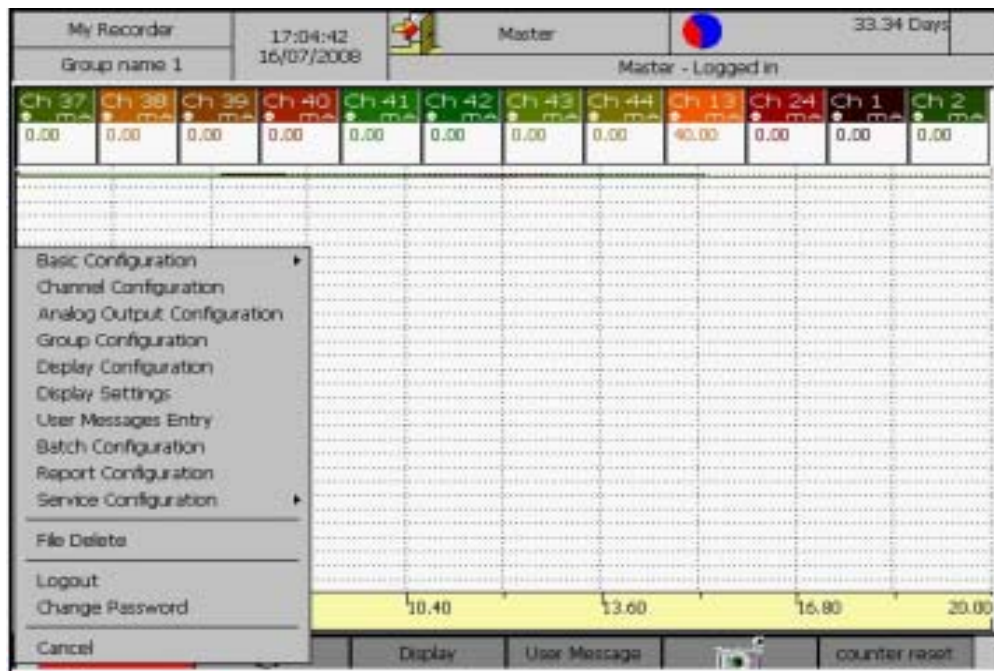 My Recorder
17:04:42
Master
33.34 Days
Group name 1
16/07/2008
Master - Logged in
Ch 37 Ch 38 Ch 39 Ch 40 Ch 41 Ch 42 Ch 43 Ch 44 Ch 13 Ch 24 Ch 1 Ch 2
0.00 0.00 0.00 0.00 0.00 0.00 0.00 0.00 40.00 0.00 0.00 0.00
Basic Configuration
Channel Configuration
Analog Output Configuration
Group Configuration
Display Configuration
Display Settings
User Messages Entry
Batch Configuration
Report Configuration
Service Configuration
File Delete
Logout
Change Password
Cancel
10.40 13.60 16.80 20.00
Display User Message counter reset